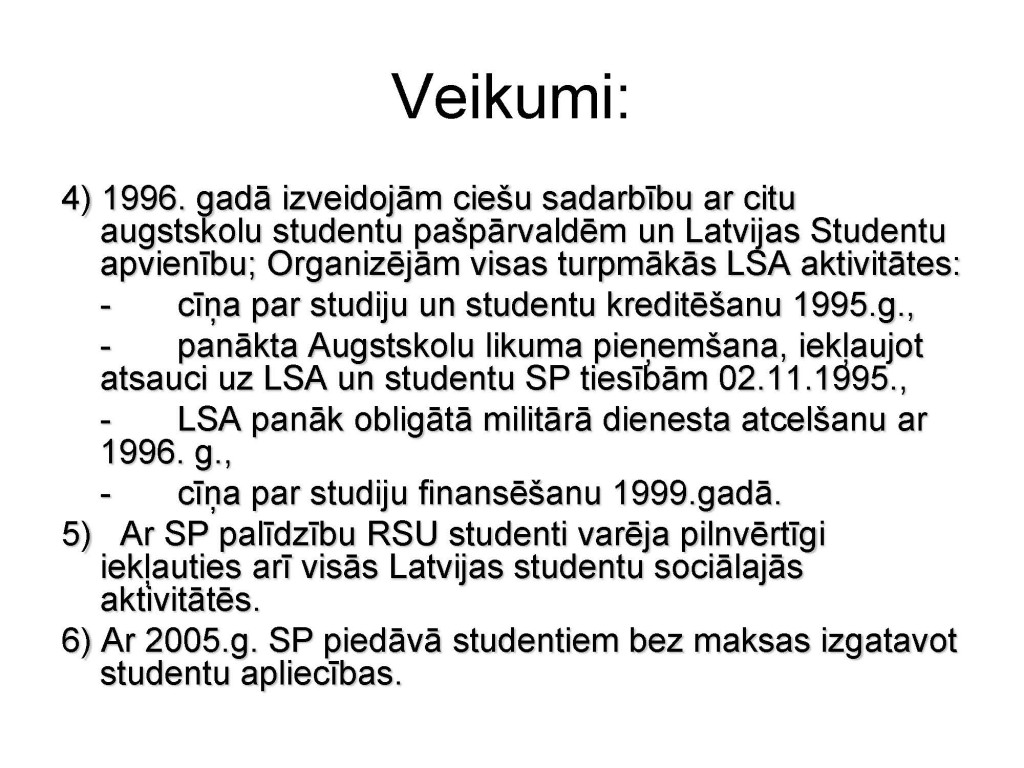 Veikumi:
4) 1996. gadā izveidojām ciešu sadarbību ar citu
augstskolu studentu pašpārvaldēm un Latvijas Studentu
apvienību; Organizējām visas turpmākās LSA aktivitātes:
- cīņa par studiju un studentu kreditēšanu 1995.g.,
- panākta Augstskolu likuma pieņemšana, iekļaujot
atsauci uz LSA un studentu SP tiesībām 02.11.1995.,
- LSA panāk obligātā militārā dienesta atcelšanu ar
1996. g.,
- cīņa par studiju finansēšanu 1999.gadā.
5) Ar SP palīdzību RSU studenti varēja pilnvērtīgi
iekļauties arī visās Latvijas studentu sociālajās
aktivitātēs.
6) Ar 2005.g. SP piedāvā studentiem bez maksas izgatavot
studentu apliecības.